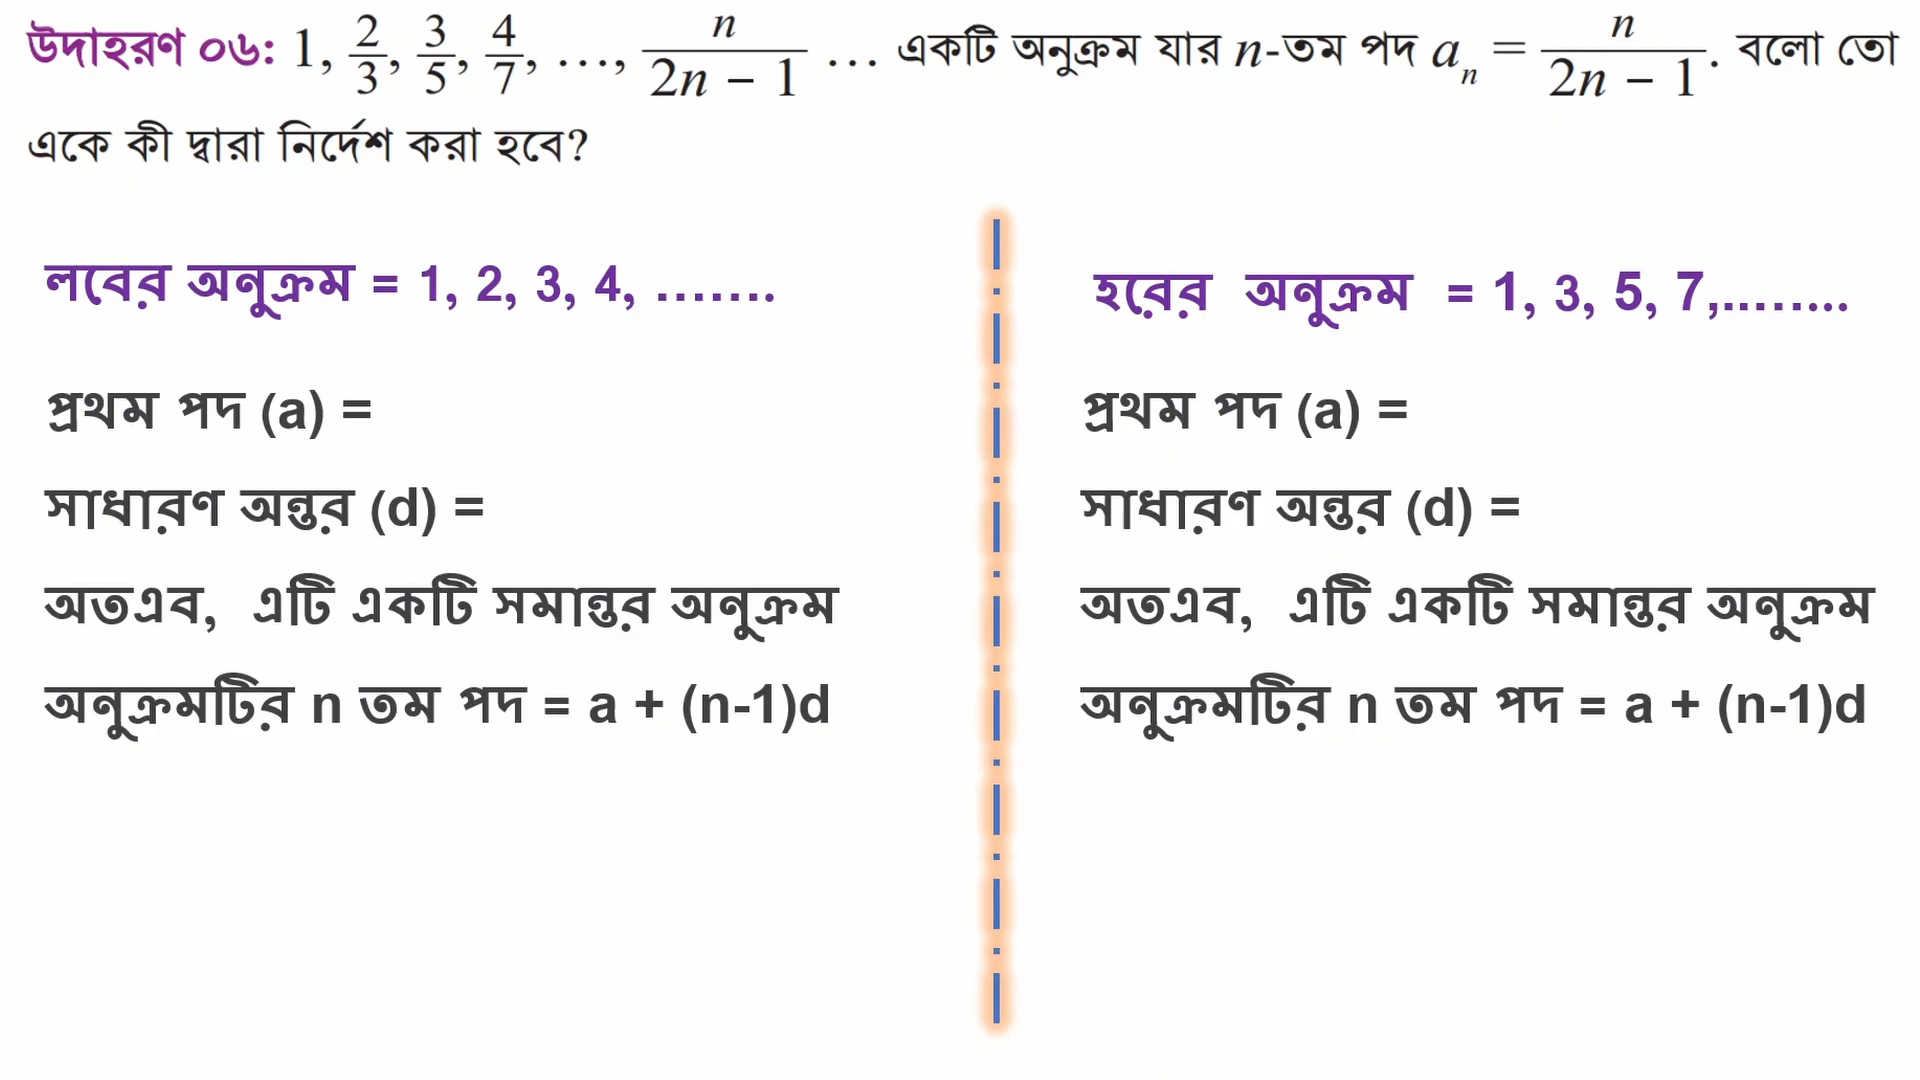 উদাহরণ ০৬: 1, 2/3, 3/5, 4/7, …, n/(2n − 1) … একটি অনুক্রম যার n-তম পদ aₙ = n/(2n − 1). বলো তো
একে কী দ্বারা নির্দেশ করা হবে?
লবের অনুক্রম = 1, 2, 3, 4, …….
প্রথম পদ (a) =
সাধারণ অন্তর (d) =
অতএব, এটি একটি সমান্তর অনুক্রম
অনুক্রমটির n তম পদ = a + (n-1)d
হরের অনুক্রম = 1, 3, 5, 7,……..
প্রথম পদ (a) =
সাধারণ অন্তর (d) =
অতএব, এটি একটি সমান্তর অনুক্রম
অনুক্রমটির n তম পদ = a + (n-1)d